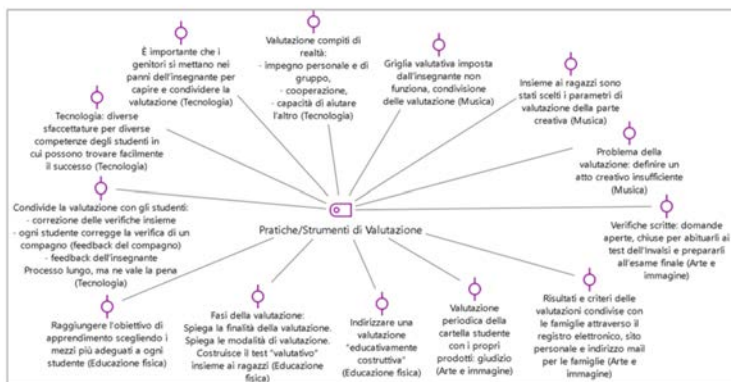 È importante che i
genitori si mettano nei
panni dell'insegnante per
capire e condividere la
valutazione (Tecnologia)
Valutazione compiti di
realtà:
- impegno personale e di
gruppo,
- cooperazione,
- capacità di aiutare
l'altro (Tecnologia)
Griglia valutativa imposta
dall'insegnante non
funziona, condivisione
delle valutazione (Musica)
Insieme ai ragazzi sono
stati scelti i parametri di
valutazione della parte
creativa (Musica)
Tecnologia: diverse
sfaccettature per diverse
competenze degli studenti in
cui possono trovare facilmente
il successo (Tecnologia)
Problema della
valutazione: definire un
atto creativo insufficiente
(Musica)
Condivide la valutazione con gli studenti:
- correzione delle verifiche insieme
- ogni studente corregge la verifica di un
compagno (feedback del compagno)
- feedback dell'insegnante
Processo lungo, ma ne vale la pena
(Tecnologia)
Pratiche/Strumenti di Valutazione
Verifiche scritte: domande
aperte, chiuse per abituarli ai
test dell'Invalsi e prepararli
all'esame finale (Arte e
immagine)
Raggiungere l'obiettivo di
apprendimento scegliendo i
mezzi più adeguati a ogni
studente (Educazione fisica)
Fasi della valutazione:
Spiega la finalità della valutazione.
Spiega le modalità di valutazione.
Costruisce il test "valutativo"
insieme ai ragazzi (Educazione
fisica)
Indirizzare una
valutazione
"educativamente
costruttiva"
(Educazione fisica)
Valutazione
periodica della
cartella studente
con i propri
prodotti: giudizio
(Arte e immagine)
Risultati e criteri delle
valutazioni condivise con
le famiglie attraverso il
registro elettronico, sito
personale e indirizzo mail
per le famiglie (Arte e
immagine)